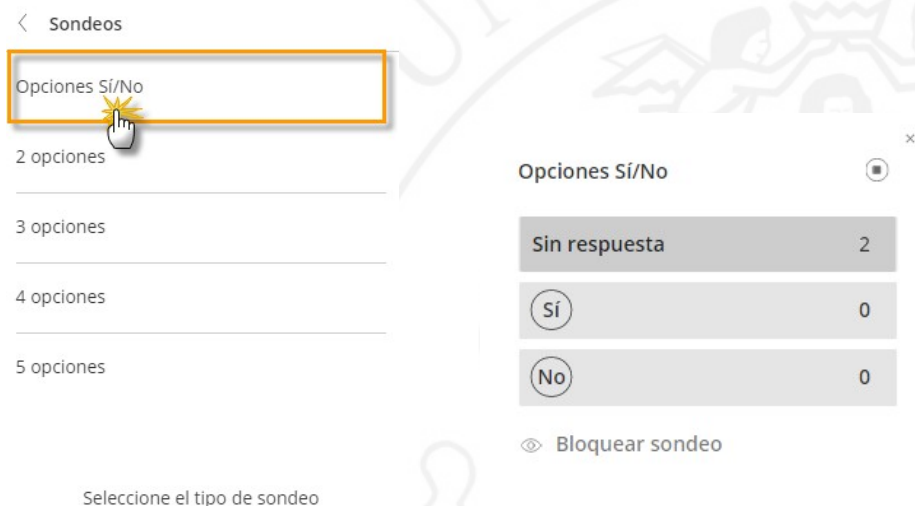 Sondeos
Opciones Sí/No
2 opciones
3 opciones
4 opciones
5 opciones
Seleccione el tipo de sondeo
Opciones Sí/No
Sin respuesta 2
Sí 0
No 0
Bloquear sondeo